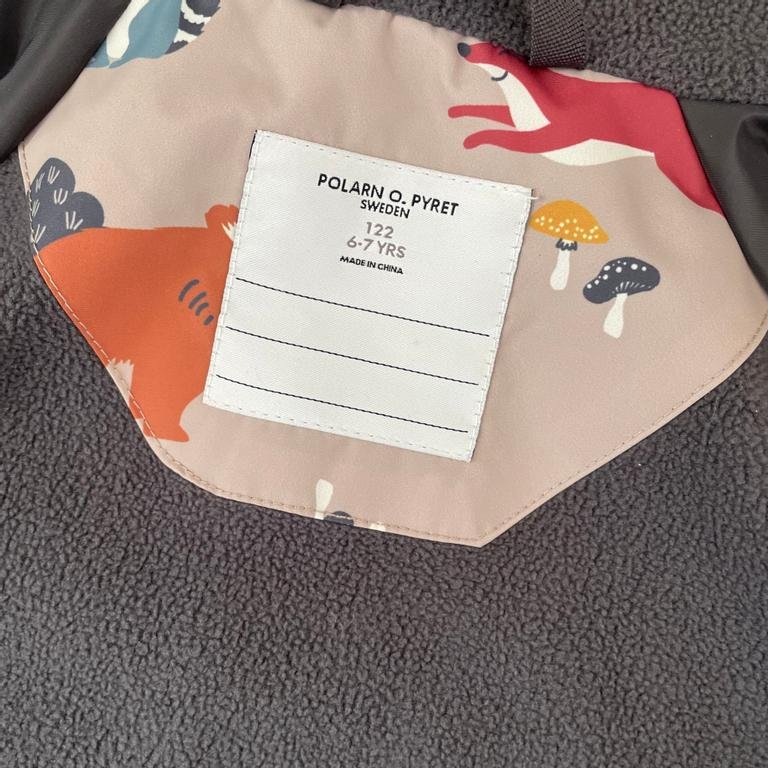 POLARN O. PYRET
SWEDEN
122
6-7 YRS
MADE IN CHINA